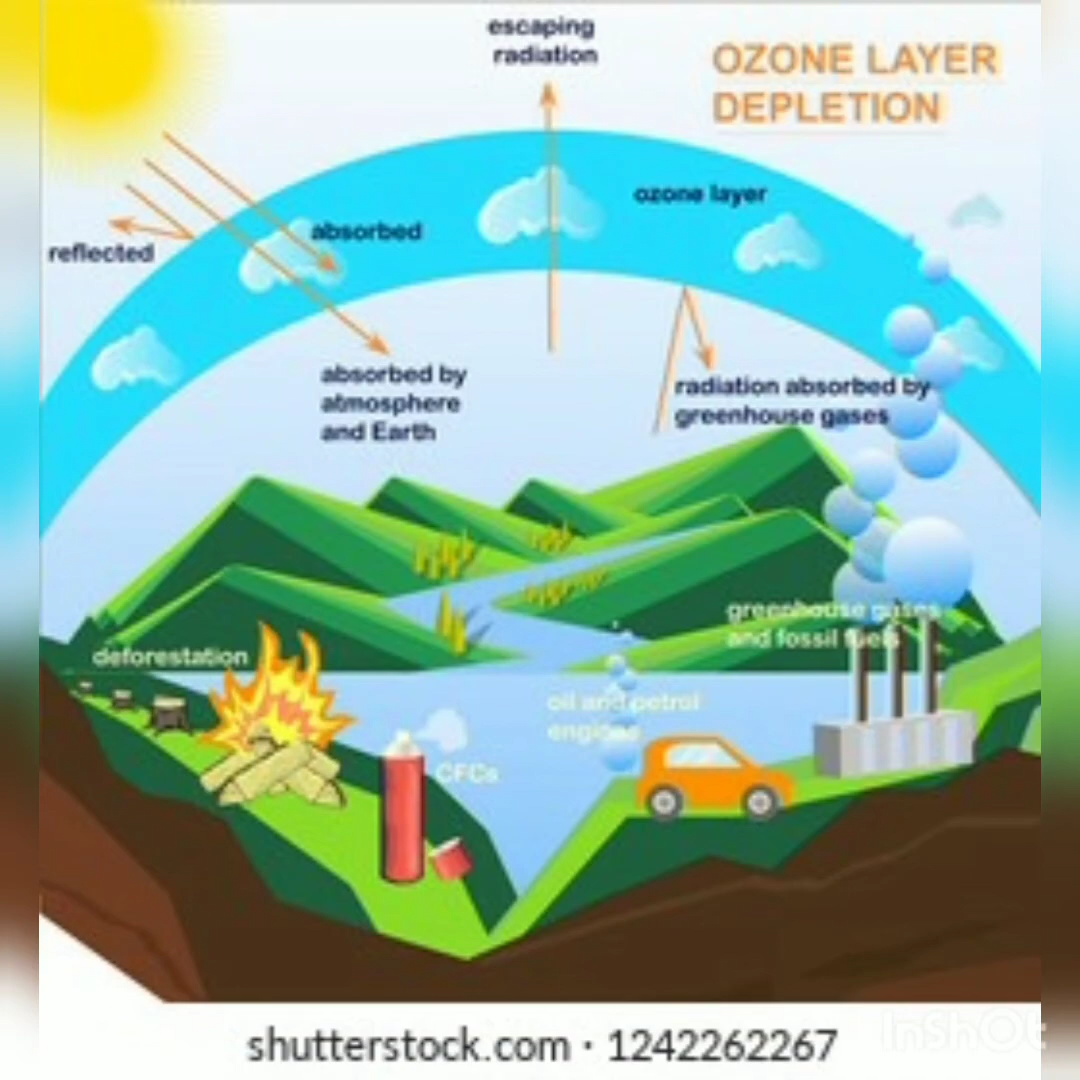 escaping
radiation
OZONE LAYER
DEPLETION
ozone layer
absorbed
reflected
absorbed by
atmosphere
and Earth
radiation absorbed by
greenhouse gases
greenhouse gases
and fossil fuels
deforestation
oil and petrol
engines
CFCs
shutterstock.com · 1242262267
InShOt